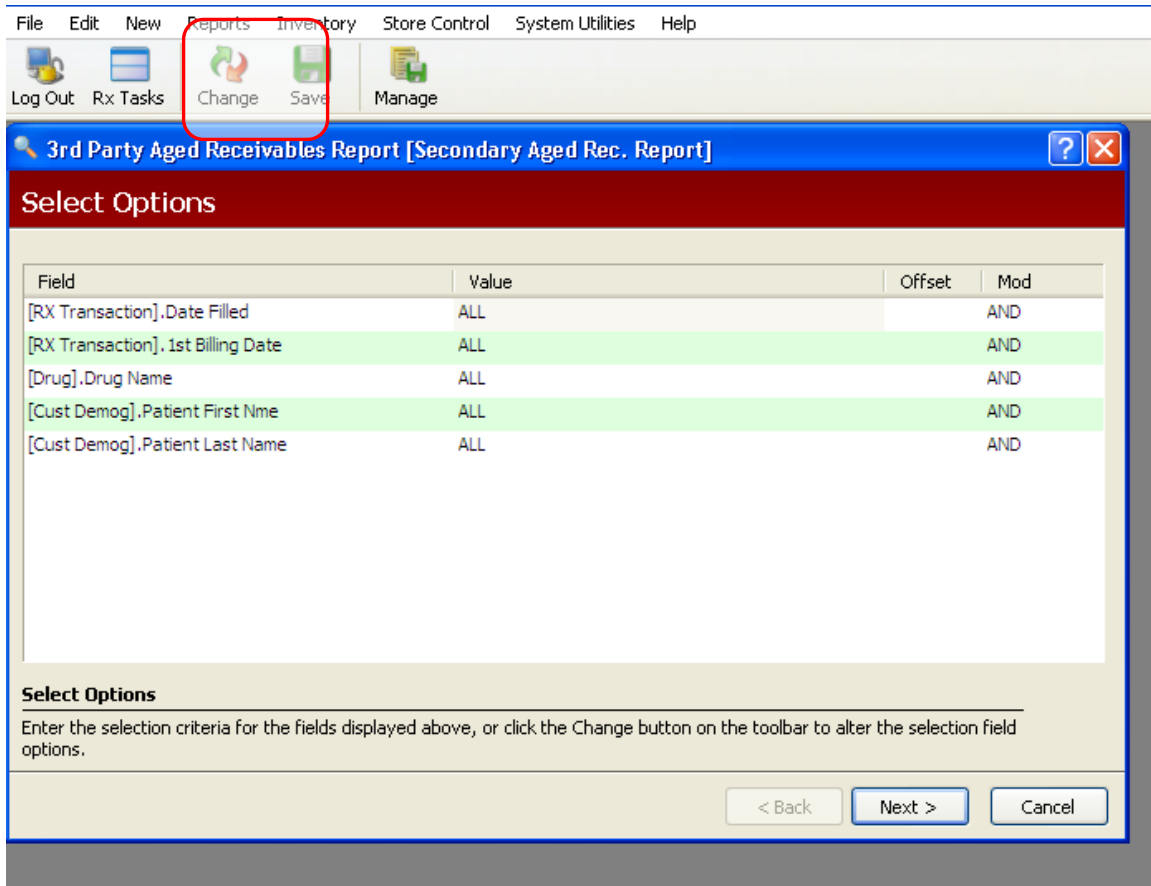 File Edit New Reports Inventory Store Control System Utilities Help
Log Out Rx Tasks Change Save Manage
3rd Party Aged Receivables Report [Secondary Aged Rec. Report]
Select Options
Field Value Offset Mod
[RX Transaction].Date Filled ALL AND
[RX Transaction].1st Billing Date ALL AND
[Drug].Drug Name ALL AND
[Cust Demog].Patient First Nme ALL AND
[Cust Demog].Patient Last Name ALL AND
Select Options
Enter the selection criteria for the fields displayed above, or click the Change button on the toolbar to alter the selection field
options.
< Back Next > Cancel